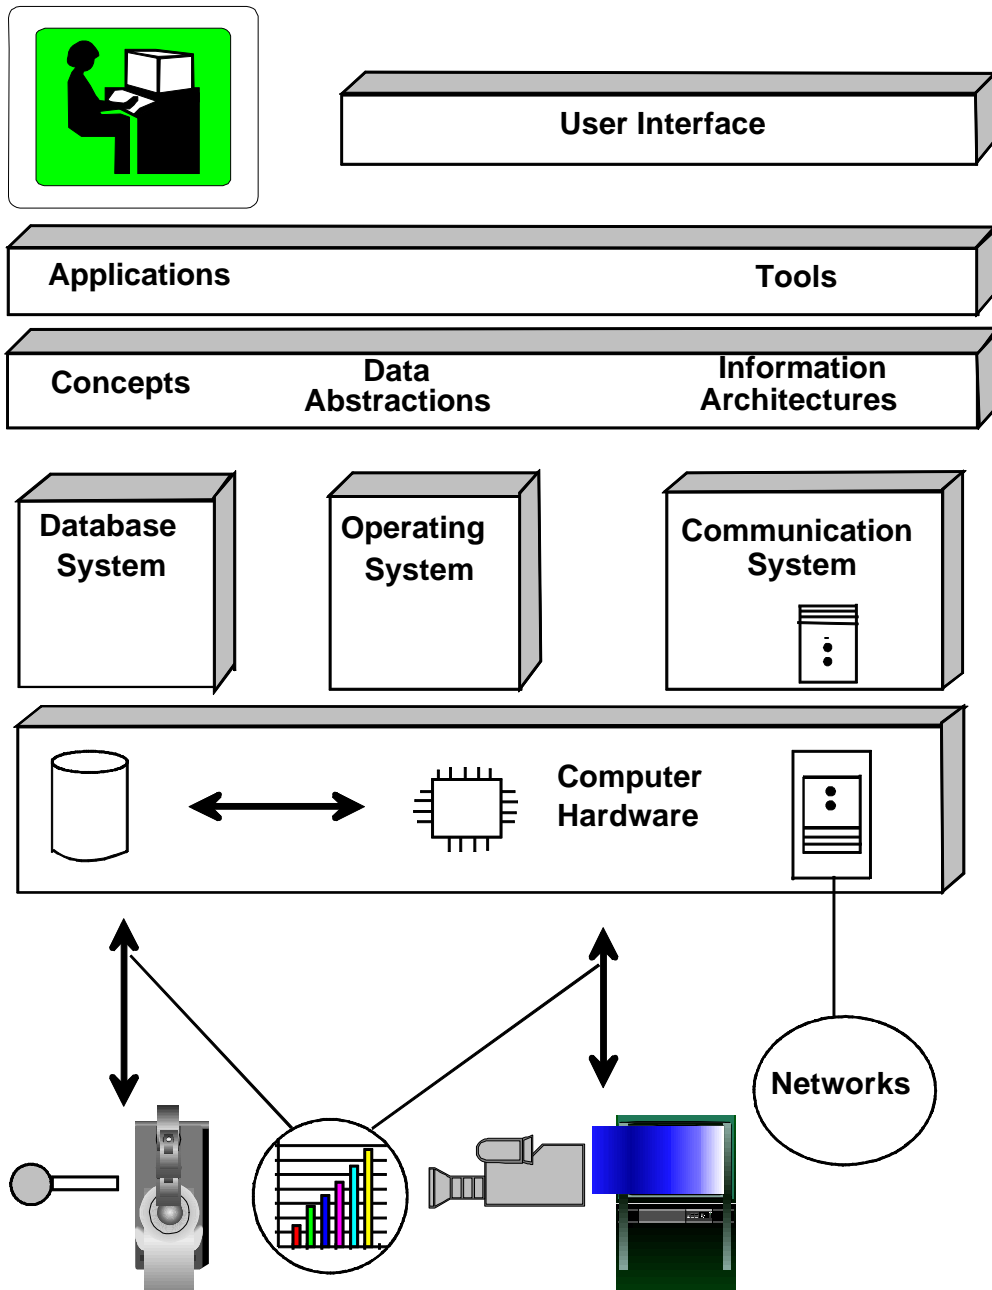 User Interface
Applications
Tools
Concepts
Data
Abstractions
Information
Architectures
Database
System
Operating
System
Communication
System
Computer
Hardware
Networks